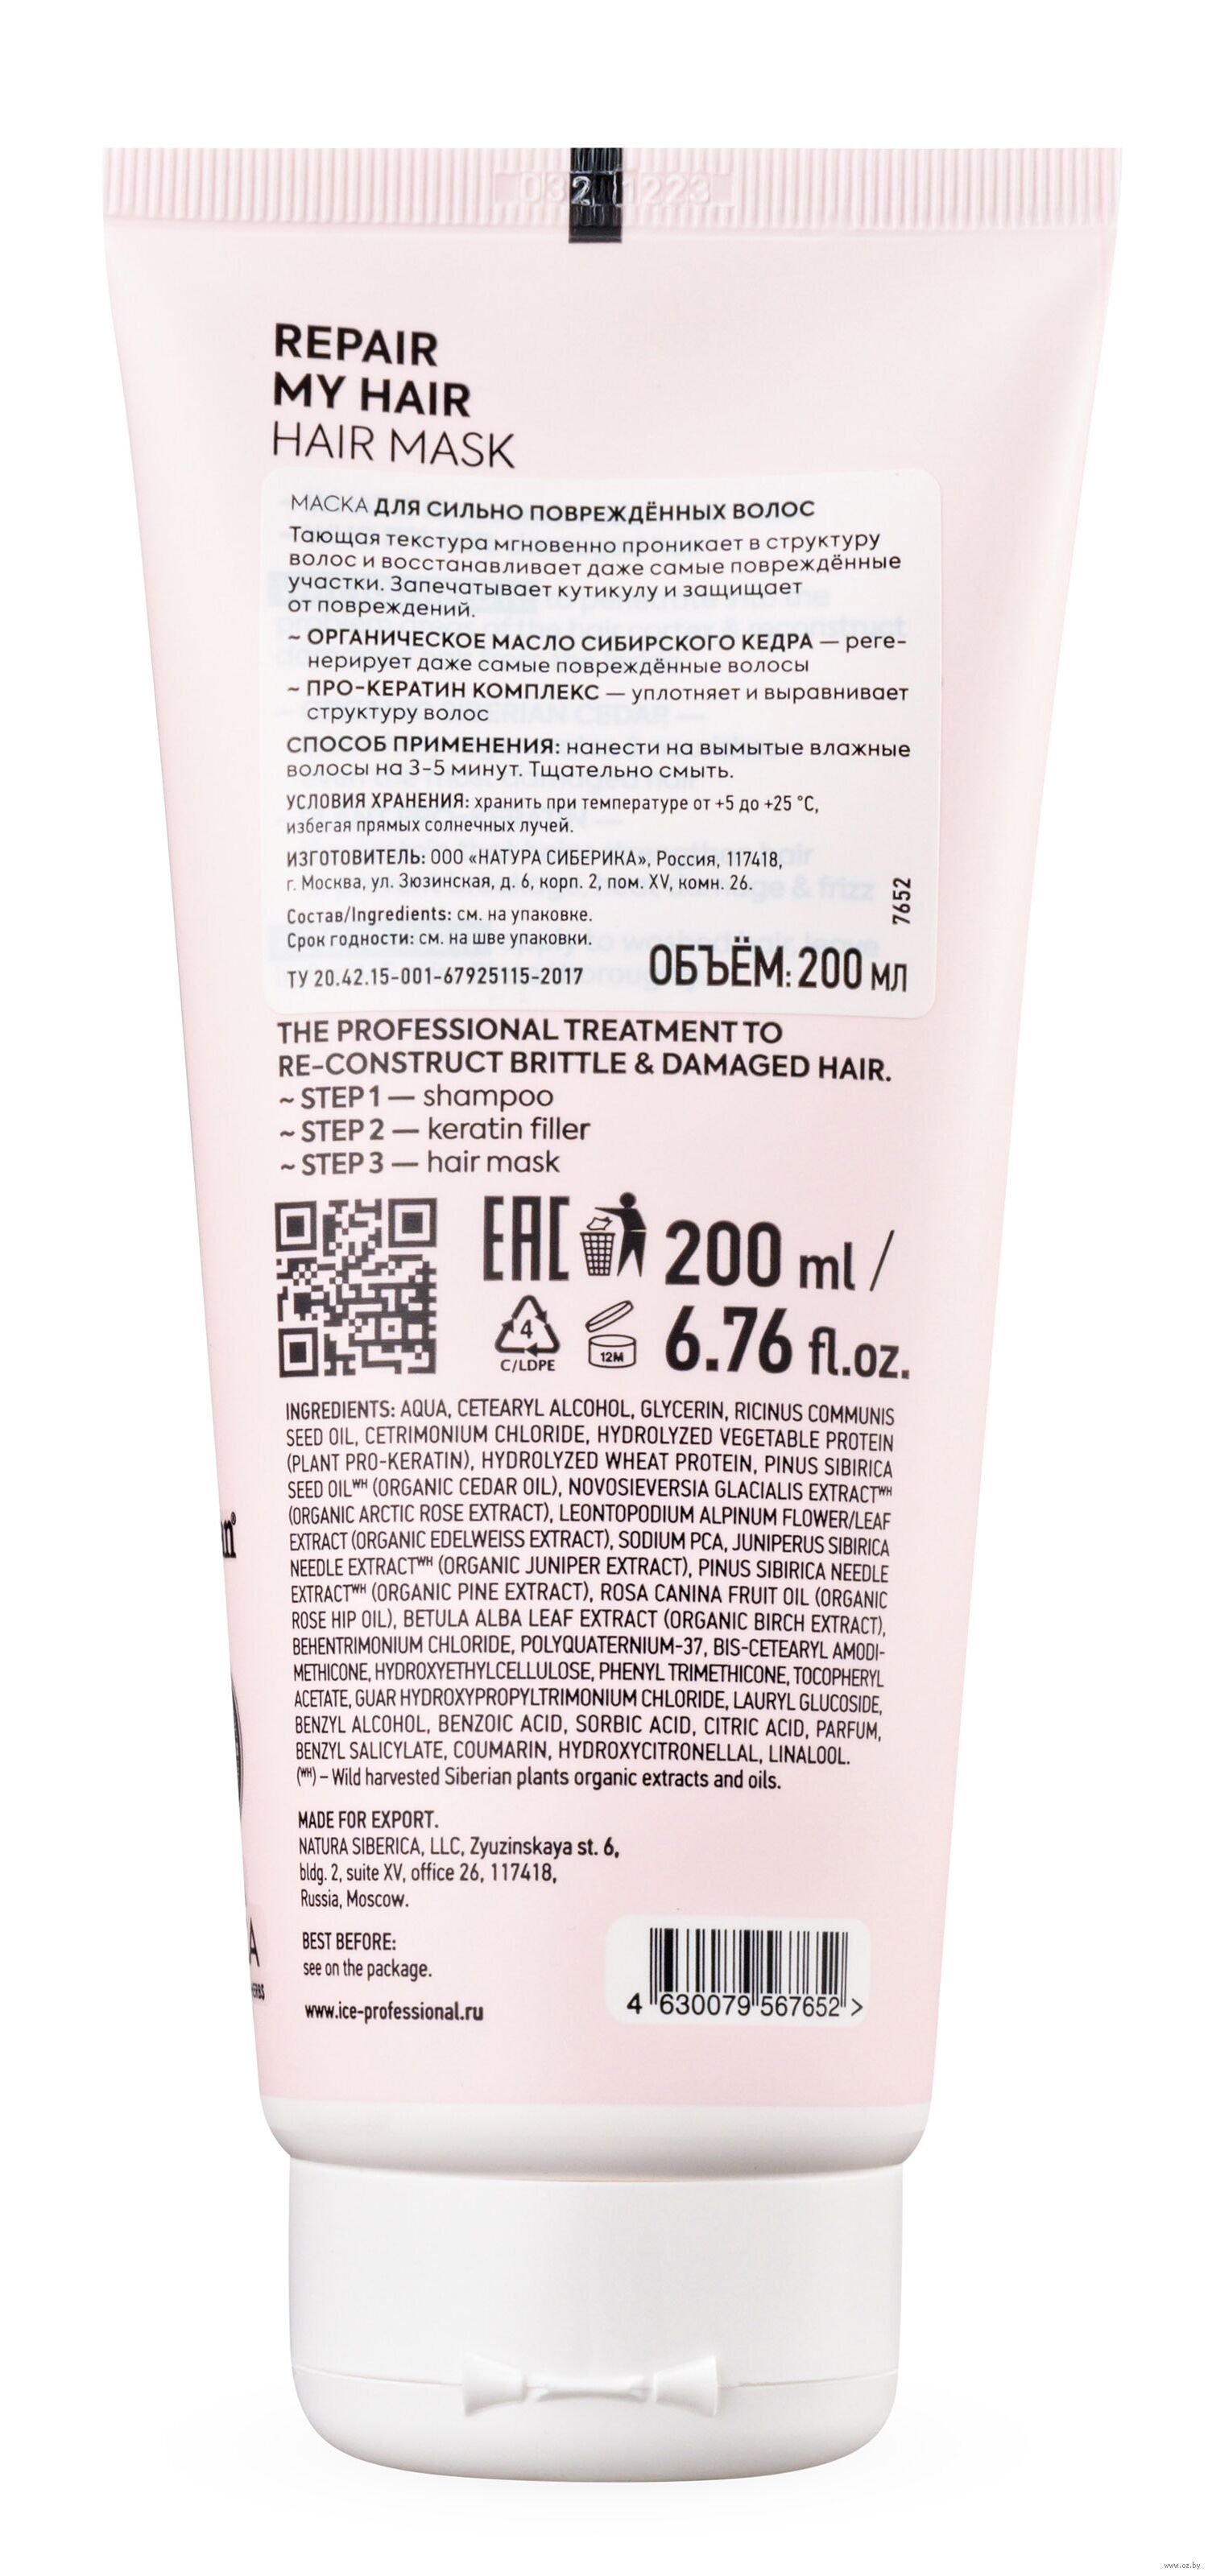 032 1223
REPAIR
MY HAIR
HAIR MASK
МАСКА ДЛЯ СИЛЬНО ПОВРЕЖДЁННЫХ ВОЛОС
Тающая текстура мгновенно проникает в структуру
волос и восстанавливает даже самые повреждённые
участки. Запечатывает кутикулу и защищает
от повреждений.
~ ОРГАНИЧЕСКОЕ МАСЛО СИБИРСКОГО КЕДРА — реге-
нерирует даже самые повреждённые волосы
~ ПРО-КЕРАТИН КОМПЛЕКС — уплотняет и выравнивает
структуру волос
СПОСОБ ПРИМЕНЕНИЯ: нанести на вымытые влажные
волосы на 3-5 минут. Тщательно смыть.
УСЛОВИЯ ХРАНЕНИЯ: хранить при температуре от +5 до +25 °C,
избегая прямых солнечных лучей.
ИЗГОТОВИТЕЛЬ: ООО «НАТУРА СИБЕРИКА», Россия, 117418,
г. Москва, ул. Зюзинская, д. 6, корп. 2, пом. XV, комн. 26.
Состав/Ingredients: см. на упаковке.
Срок годности: см. на шве упаковки.
ТУ 20.42.15-001-67925115-2017
ОБЪЁМ: 200 МЛ
7652
THE PROFESSIONAL TREATMENT TO
RE-CONSTRUCT BRITTLE & DAMAGED HAIR.
~ STEP 1 — shampoo
~ STEP 2 — keratin filler
~ STEP 3 — hair mask
EAC
200 ml /
6.76 fl.oz.
4
C/LDPE
12M
INGREDIENTS: AQUA, CETEARYL ALCOHOL, GLYCERIN, RICINUS COMMUNIS
SEED OIL, CETRIMONIUM CHLORIDE, HYDROLYZED VEGETABLE PROTEIN
(PLANT PRO-KERATIN), HYDROLYZED WHEAT PROTEIN, PINUS SIBIRICA
SEED OILᵂᴴ (ORGANIC CEDAR OIL), NOVOSIEVERSIA GLACIALIS EXTRACTᵂᴴ
(ORGANIC ARCTIC ROSE EXTRACT), LEONTOPODIUM ALPINUM FLOWER/LEAF
EXTRACT (ORGANIC EDELWEISS EXTRACT), SODIUM PCA, JUNIPERUS SIBIRICA
NEEDLE EXTRACTᵂᴴ (ORGANIC JUNIPER EXTRACT), PINUS SIBIRICA NEEDLE
EXTRACTᵂᴴ (ORGANIC PINE EXTRACT), ROSA CANINA FRUIT OIL (ORGANIC
ROSE HIP OIL), BETULA ALBA LEAF EXTRACT (ORGANIC BIRCH EXTRACT),
BEHENTRIMONIUM CHLORIDE, POLYQUATERNIUM-37, BIS-CETEARYL AMODI-
METHICONE, HYDROXYETHYLCELLULOSE, PHENYL TRIMETHICONE, TOCOPHERYL
ACETATE, GUAR HYDROXYPROPYLTRIMONIUM CHLORIDE, LAURYL GLUCOSIDE,
BENZYL ALCOHOL, BENZOIC ACID, SORBIC ACID, CITRIC ACID, PARFUM,
BENZYL SALICYLATE, COUMARIN, HYDROXYCITRONELLAL, LINALOOL.
(ᵂᴴ) – Wild harvested Siberian plants organic extracts and oils.
MADE FOR EXPORT.
NATURA SIBERICA, LLC, Zyuzinskaya st. 6,
bldg. 2, suite XV, office 26, 117418,
Russia, Moscow.
BEST BEFORE:
see on the package.
www.ice-professional.ru
4 630079 567652 >
www.oz.by